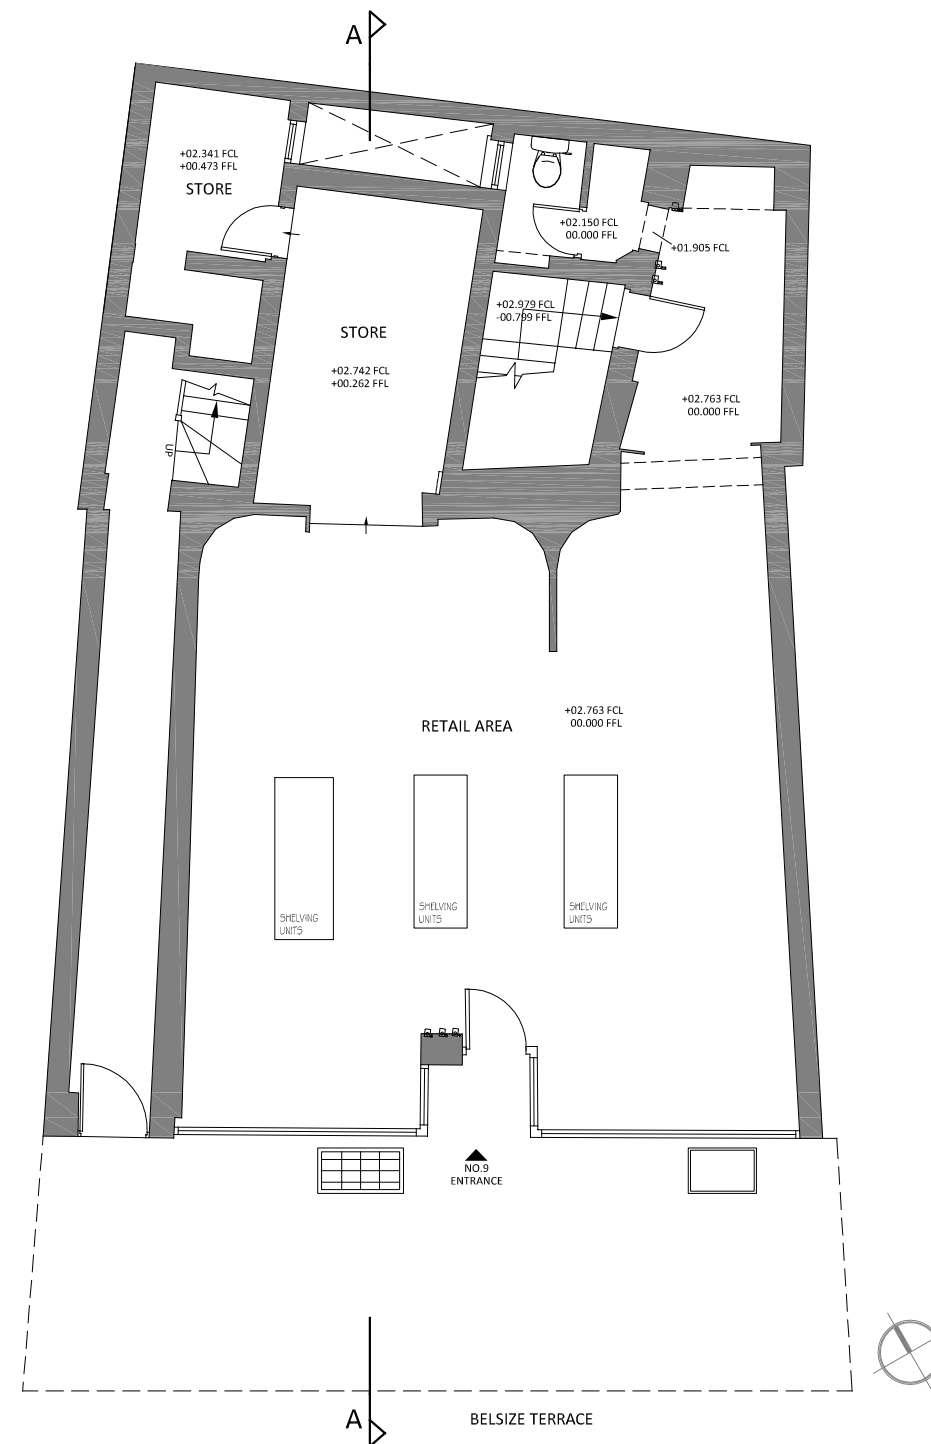 A
+02.341 FCL
+00.473 FFL
STORE
+02.150 FCL
00.000 FFL
+01.905 FCL
+02.979 FCL
-00.799 FFL
STORE
+02.742 FCL
+00.262 FFL
+02.763 FCL
00.000 FFL
UP
RETAIL AREA
+02.763 FCL
00.000 FFL
SHELVING
UNITS
SHELVING
UNITS
SHELVING
UNITS
NO.9
ENTRANCE
A
BELSIZE TERRACE